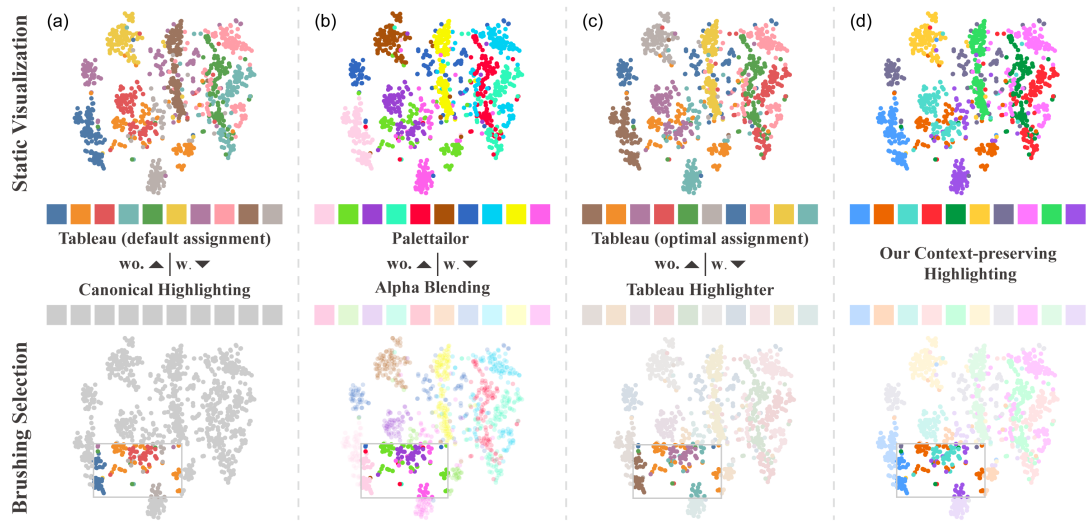 Static Visualization
(a)
(b)
(c)
(d)
Tableau (default assignment)
Palettailor
Tableau (optimal assignment)
wo. ▲ | w. ▼
wo. ▲ | w. ▼
wo. ▲ | w. ▼
Our Context-preserving
Highlighting
Canonical Highlighting
Alpha Blending
Tableau Highlighter
Brushing Selection